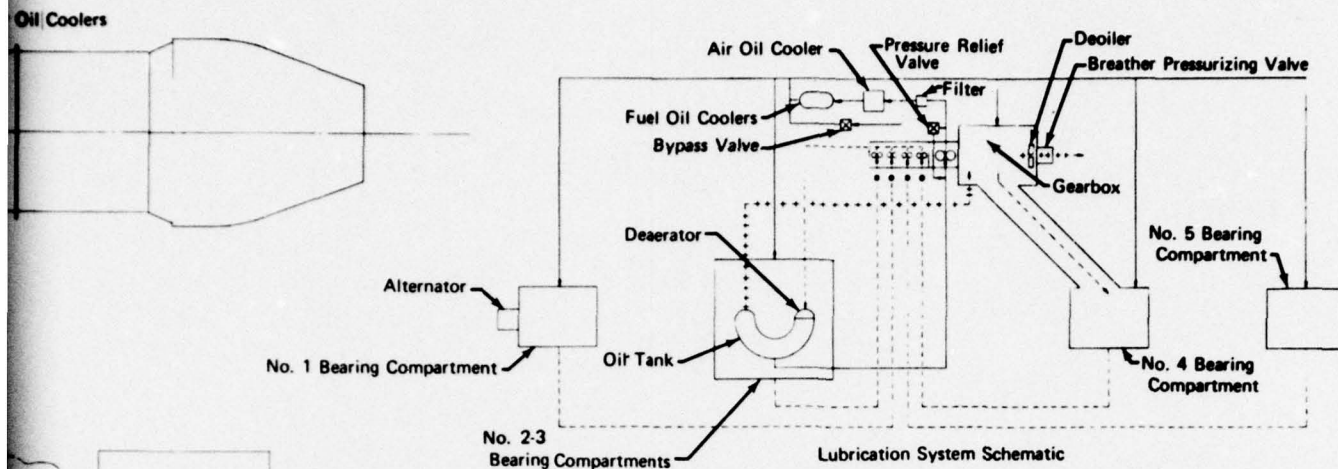 Oil Coolers
Air Oil Cooler
Pressure Relief
Valve
Deoiler
Breather Pressurizing Valve
Filter
Fuel Oil Coolers
Bypass Valve
Gearbox
Deaerator
No. 5 Bearing
Compartment
Alternator
Oil Tank
No. 1 Bearing Compartment
No. 4 Bearing
Compartment
No. 2-3
Bearing Compartments
Lubrication System Schematic